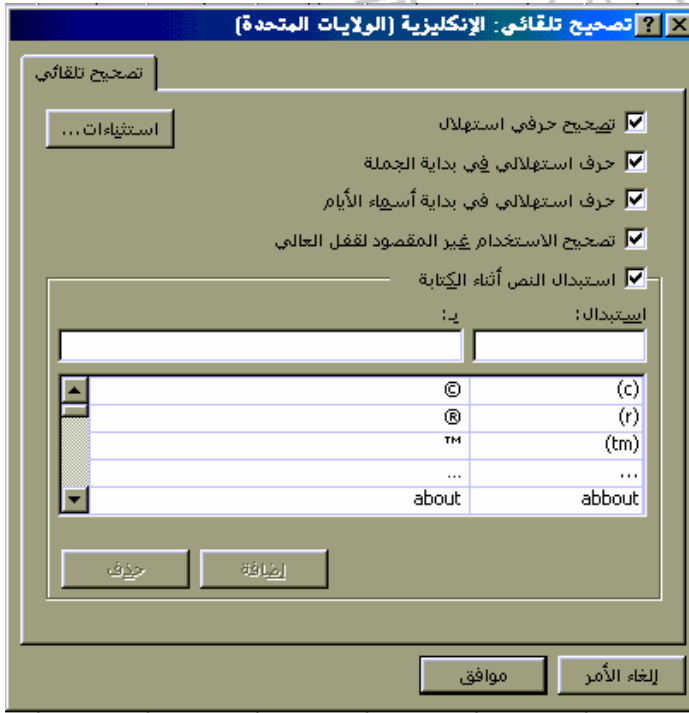 تصحيح تلقائي: الإنكليزية (الولايات المتحدة)
تصحيح تلقائي
تصحيح حرفي استهلال
استثناءات...
حرف استهلالي في بداية الجملة
حرف استهلالي في بداية أسماء الأيام
تصحيح الاستخدام غير المقصود لقفل العالي
استبدال النص أثناء الكتابة
استبدال: بـ:
(c) ©
(r) ®
(tm) ™
... ...
abbout about
إضافة حذف
إلغاء الأمر موافق